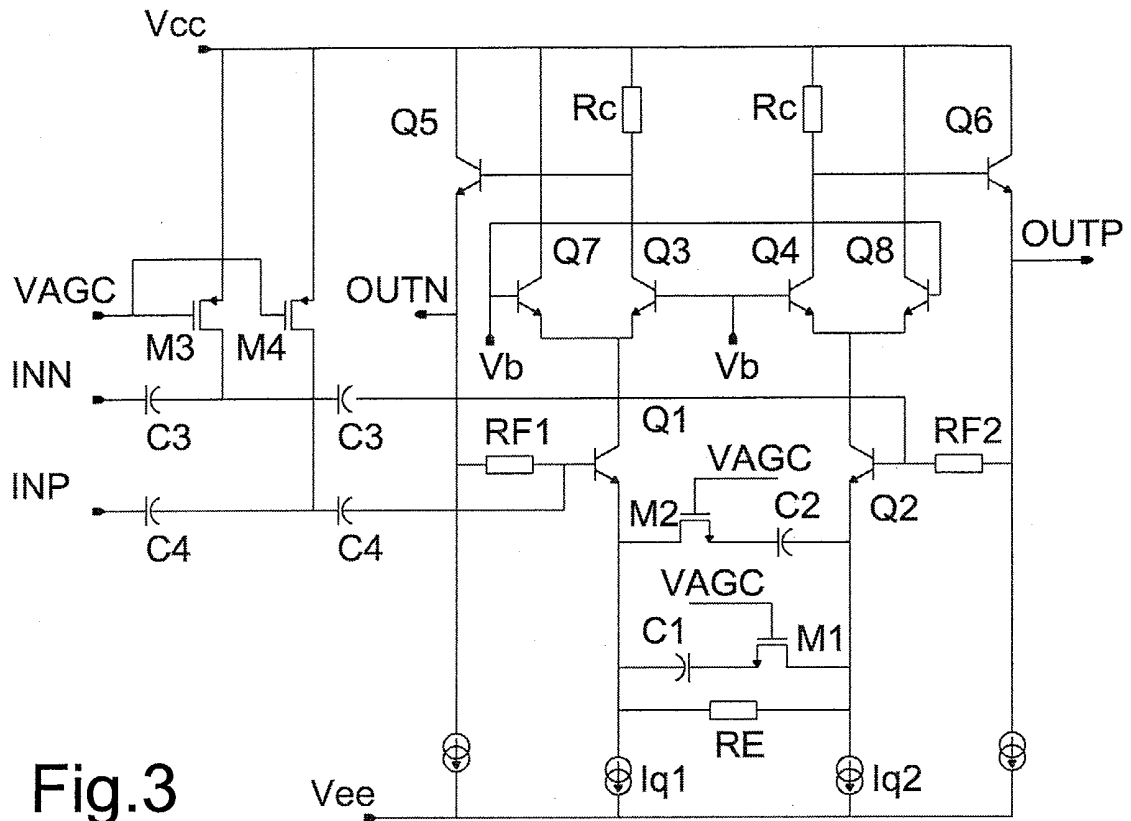 Vcc
Rc
Rc
Q5
Q6
Q7
Q3
Q4
Q8
OUTP
VAGC
OUTN
M3
M4
Vb
Vb
INN
C3
C3
Q1
RF1
RF2
VAGC
INP
M2
C2
Q2
C4
C4
VAGC
C1
M1
RE
Iq1
Iq2
Fig.3
Vee